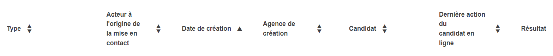 Type
Acteur à
l'origine de
la mise en
contact
Date de création
Agence de
création
Candidat
Dernière action
du
candidat en
ligne
Résultat